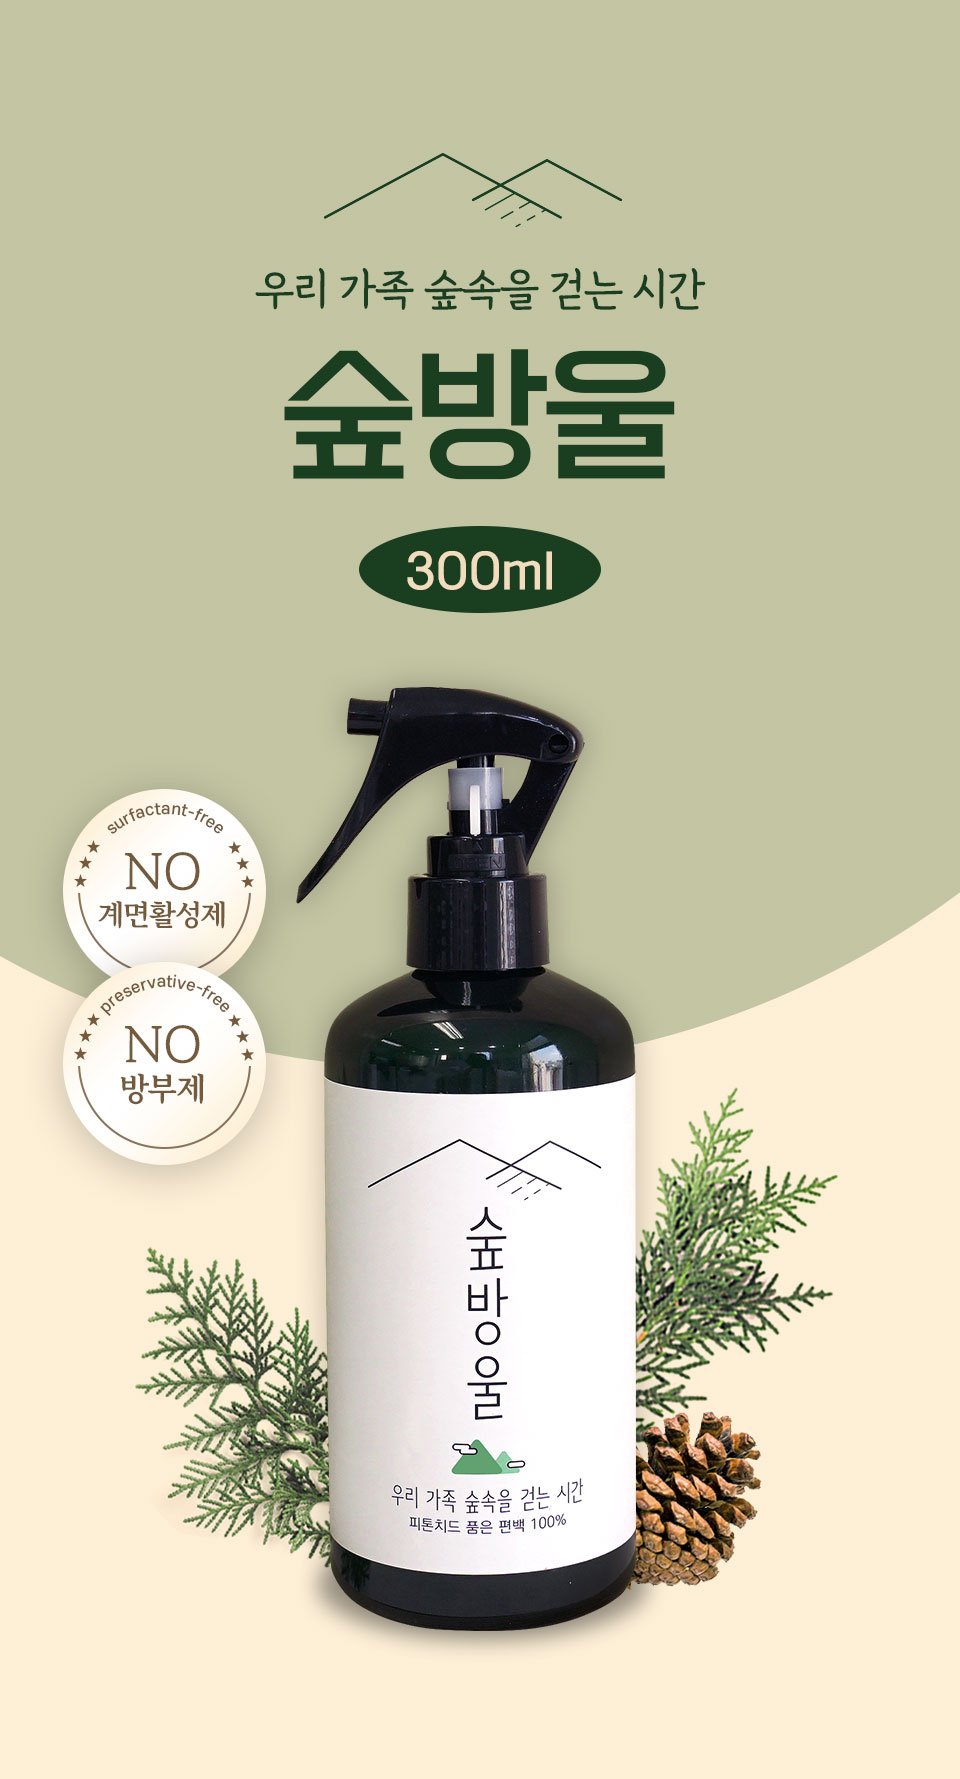 우리 가족 숲속을 걷는 시간
숲방울
300ml
surfactant-free
NO
계면활성제
preservative-free
NO
방부제
OPEN
숲방울
우리 가족 숲속을 걷는 시간
피톤치드 품은 편백 100%